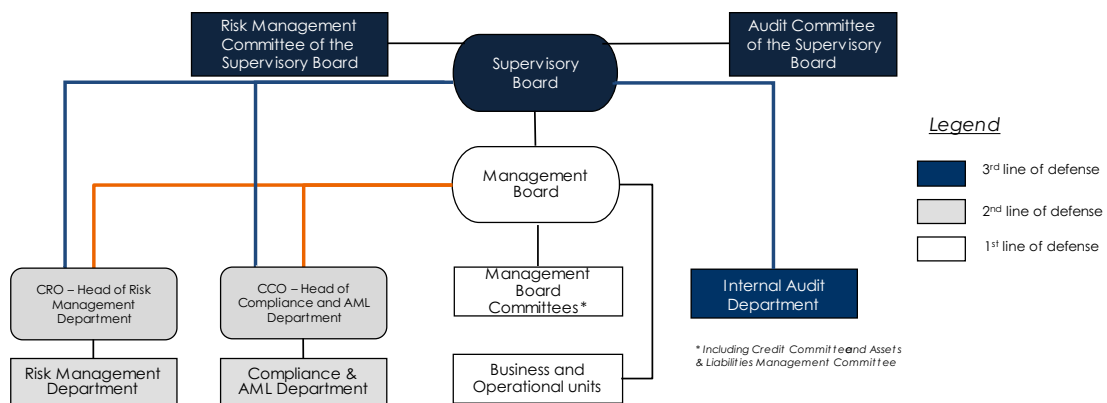 Risk Management
Committee of the
Supervisory Board
Audit Committee
of the Supervisory
Board
Supervisory
Board
Management
Board
CRO – Head of Risk
Management
Department
CCO – Head of
Compliance and AML
Department
Management
Board
Committees*
Internal Audit
Department
Risk Management
Department
Compliance &
AML Department
Business and
Operational units
* Including Credit Committee and Assets
& Liabilities Management Committee
Legend
3rd line of defense
2nd line of defense
1st line of defense